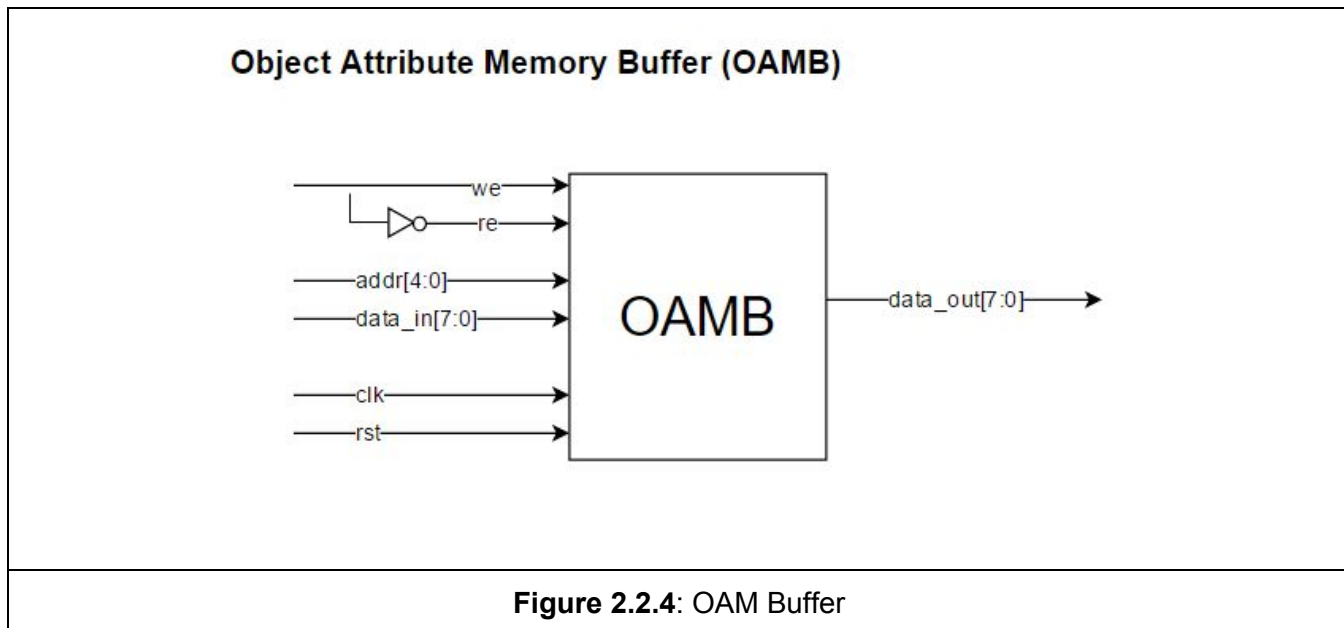 Object Attribute Memory Buffer (OAMB)
we
re
addr[4:0]
data_in[7:0]
OAMB
data_out[7:0]
clk
rst
Figure 2.2.4: OAM Buffer